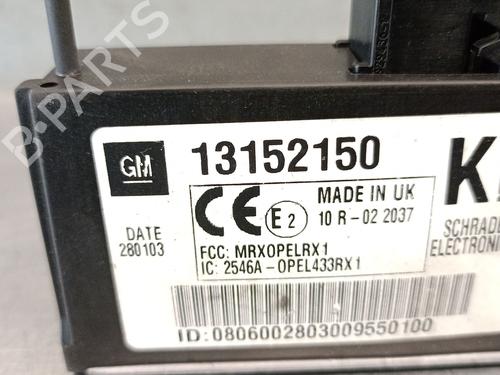 GM
13152150
K
DATE
280103
CE
E2
MADE IN UK
10 R-02 2037
FCC: MRXOPELRX1
IC: 2546A-OPEL433RX1
SCHRADE
ELECTRONI
ID:0806002803009550100
B-PARTS